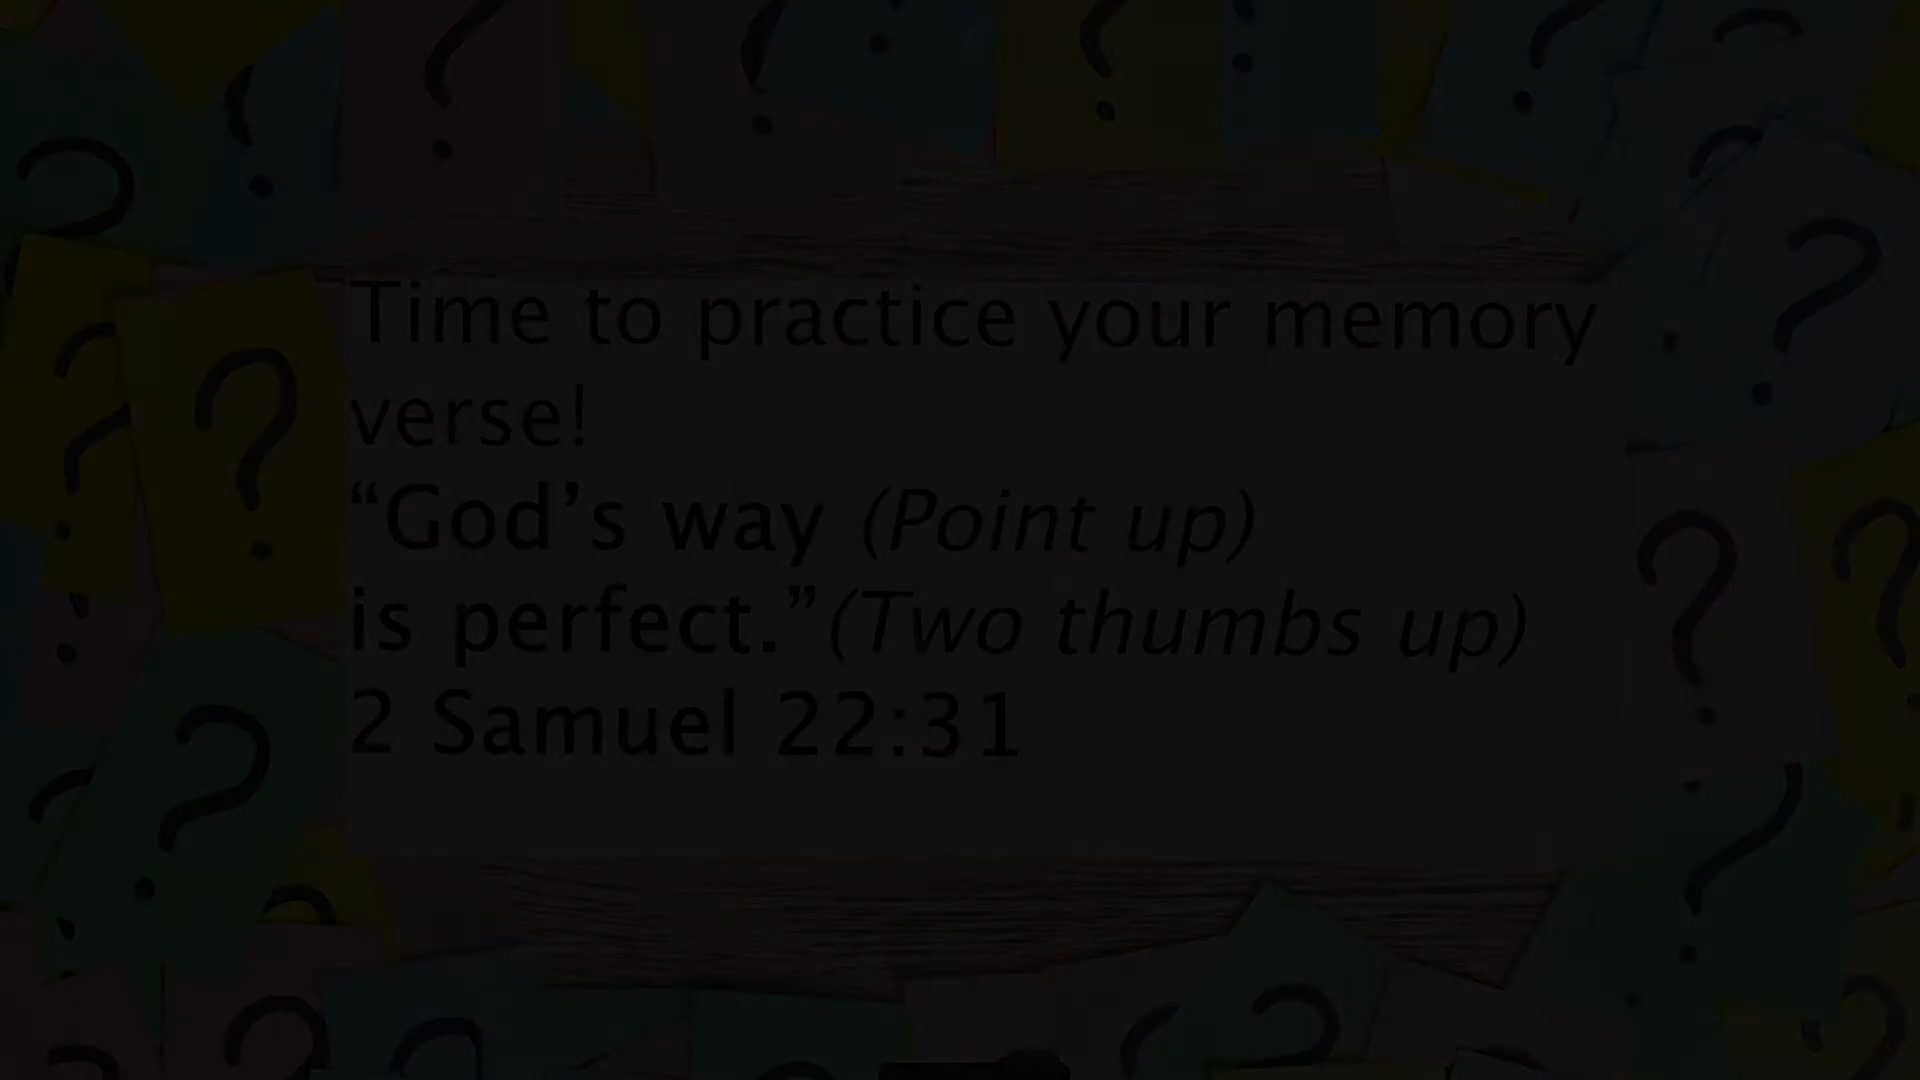 Time to practice your memory
verse!
“God’s way (Point up)
is perfect.”(Two thumbs up)
2 Samuel 22:31